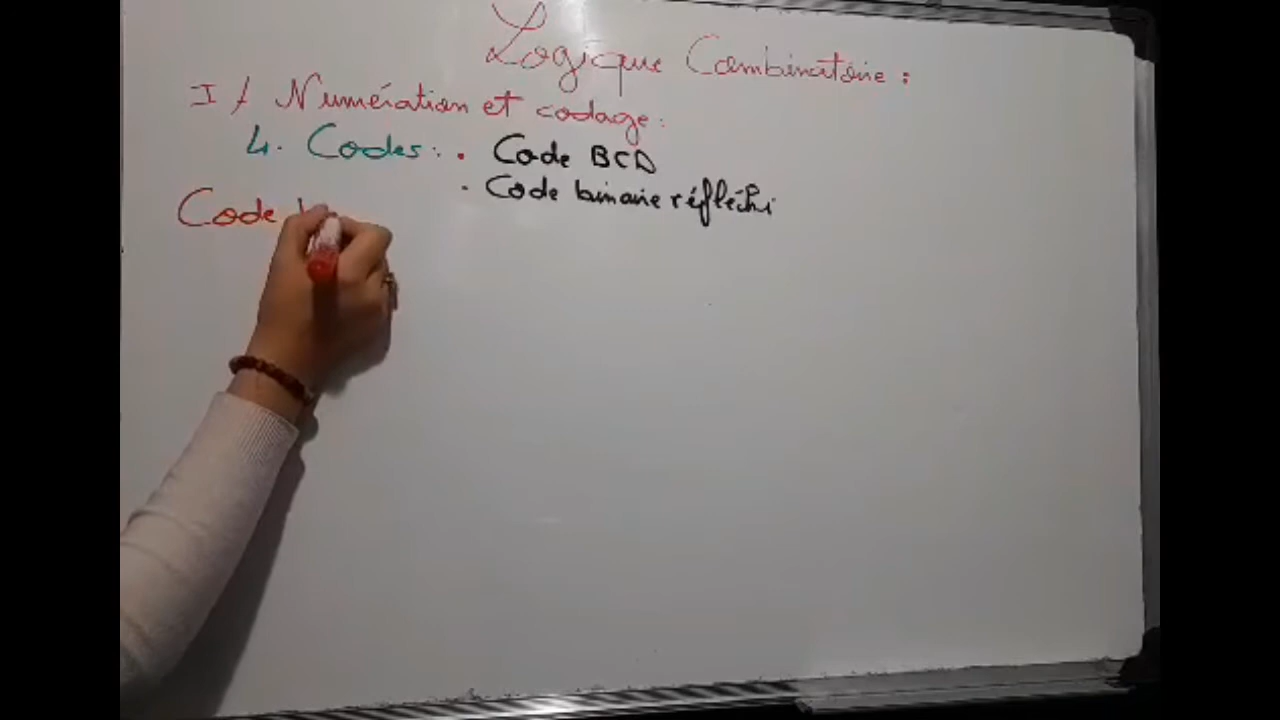 Logique Combinatoire :
I / Numération et codage :
4. Codes : • Code BCD
• Code binaire réfléchi
Code